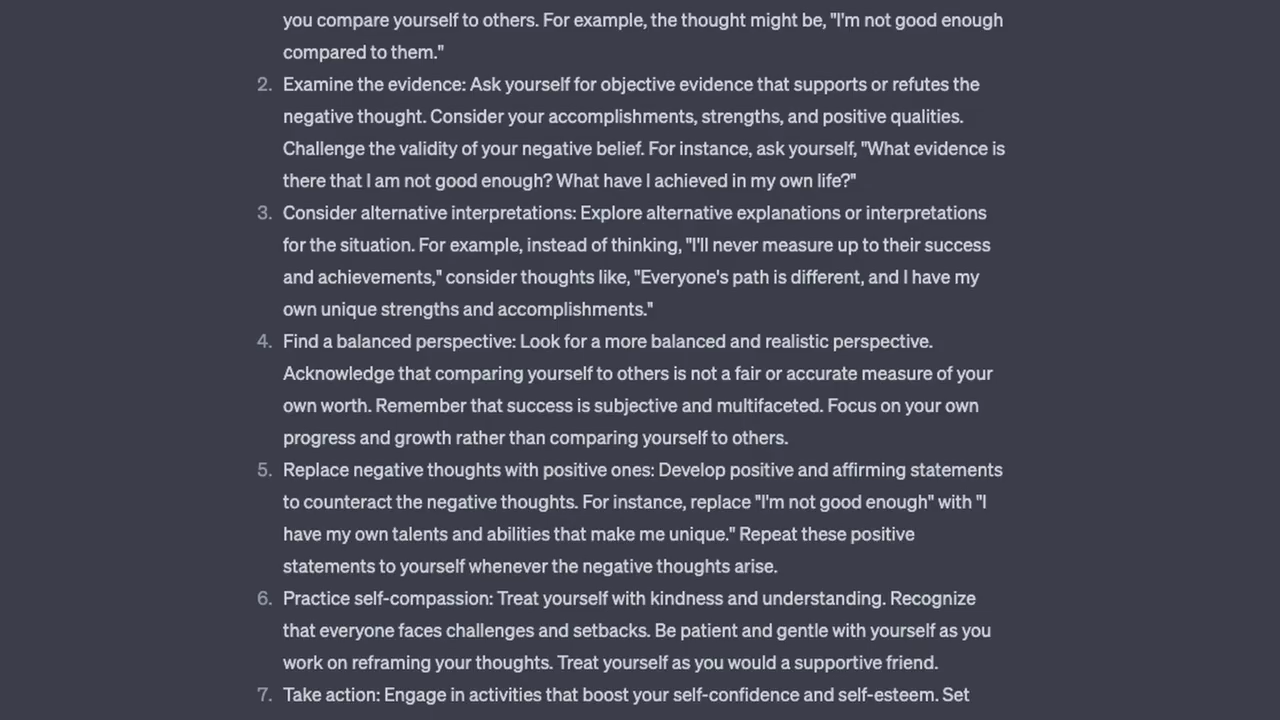 you compare yourself to others. For example, the thought might be, "I'm not good enough
compared to them."
2. Examine the evidence: Ask yourself for objective evidence that supports or refutes the
negative thought. Consider your accomplishments, strengths, and positive qualities.
Challenge the validity of your negative belief. For instance, ask yourself, "What evidence is
there that I am not good enough? What have I achieved in my own life?"
3. Consider alternative interpretations: Explore alternative explanations or interpretations
for the situation. For example, instead of thinking, "I'll never measure up to their success
and achievements," consider thoughts like, "Everyone's path is different, and I have my
own unique strengths and accomplishments."
4. Find a balanced perspective: Look for a more balanced and realistic perspective.
Acknowledge that comparing yourself to others is not a fair or accurate measure of your
own worth. Remember that success is subjective and multifaceted. Focus on your own
progress and growth rather than comparing yourself to others.
5. Replace negative thoughts with positive ones: Develop positive and affirming statements
to counteract the negative thoughts. For instance, replace "I'm not good enough" with "I
have my own talents and abilities that make me unique." Repeat these positive
statements to yourself whenever the negative thoughts arise.
6. Practice self-compassion: Treat yourself with kindness and understanding. Recognize
that everyone faces challenges and setbacks. Be patient and gentle with yourself as you
work on reframing your thoughts. Treat yourself as you would a supportive friend.
7. Take action: Engage in activities that boost your self-confidence and self-esteem. Set